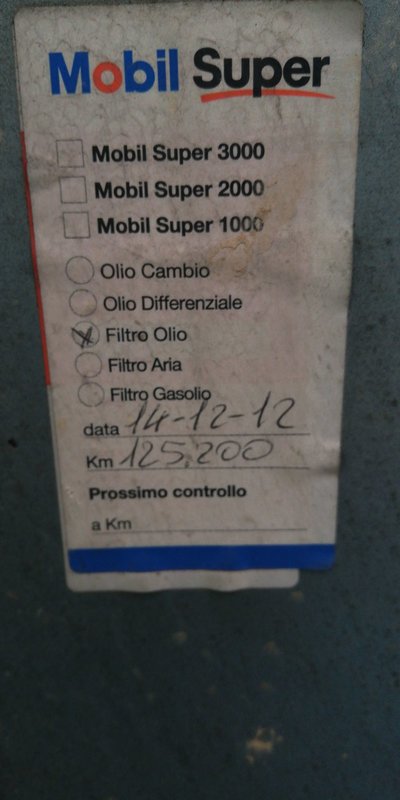 Mobil Super
Mobil Super 3000
Mobil Super 2000
Mobil Super 1000
Olio Cambio
Olio Differenziale
Filtro Olio
Filtro Aria
Filtro Gasolio
data 14-12-12
Km 125.200
Prossimo controllo
a Km